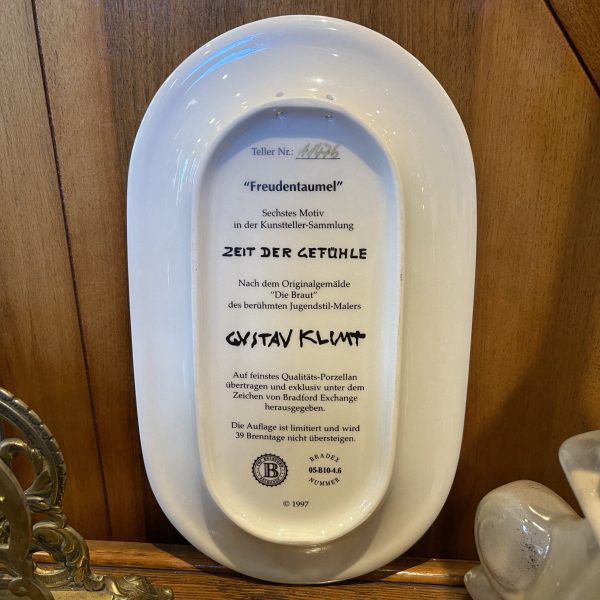 Teller Nr.:
"Freudentaumel"
Sechstes Motiv
in der Kunstteller-Sammlung
ZEIT DER GEFÜHLE
Nach dem Originalgemälde
"Die Braut"
des berühmten Jugendstil-Malers
GUSTAV KLIMT
Auf feinstes Qualitäts-Porzellan
übertragen und exklusiv unter dem
Zeichen von Bradford Exchange
herausgegeben.
Die Auflage ist limitiert und wird
39 Brenntage nicht übersteigen.
B
BRADEX
05-B10-4.6
NUMMER
© 1997